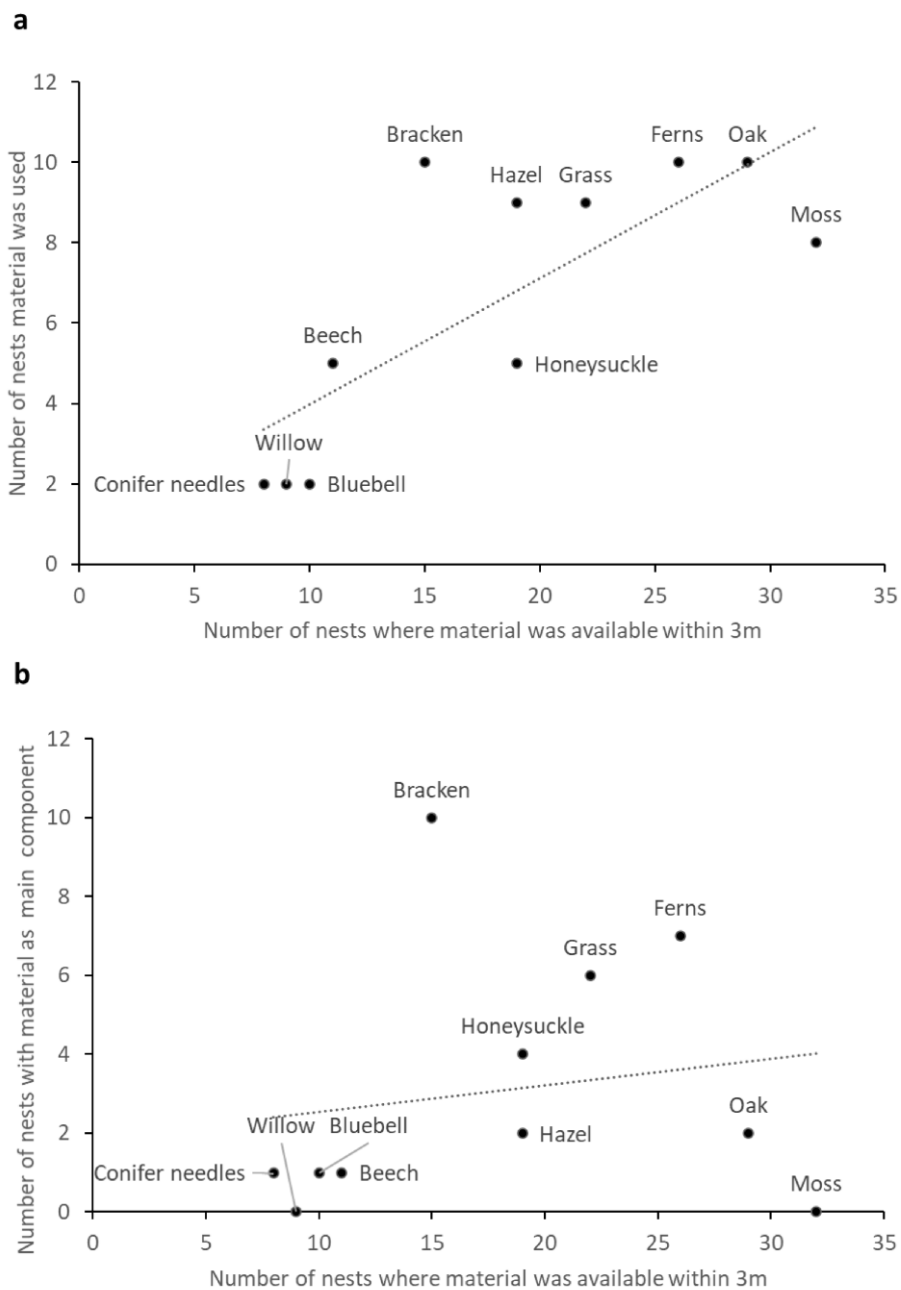 a
12
10
8
6
4
2
0
Number of nests material was used
Bracken
Ferns
Oak
Hazel
Grass
Moss
Beech
Honeysuckle
Willow
Conifer needles
Bluebell
0 5 10 15 20 25 30 35
Number of nests where material was available within 3m
b
12
10
8
6
4
2
0
Number of nests with material as main component
Bracken
Ferns
Grass
Honeysuckle
Oak
Willow
Bluebell
Hazel
Conifer needles
Beech
Moss
0 5 10 15 20 25 30 35
Number of nests where material was available within 3m